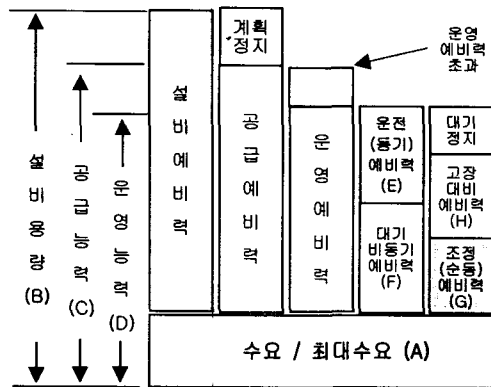 설비용량
(B)
공급능력
(C)
운영능력
(D)
설비예비력
계획
정지
공급예비력
운영예비력
운영
예비력
초과
운전
(동기)
예비력
(E)
대기
비동기
예비력
(F)
대기
정지
고장
대비
예비력
(H)
조정
(순동)
예비력
(G)
수요 / 최대수요 (A)